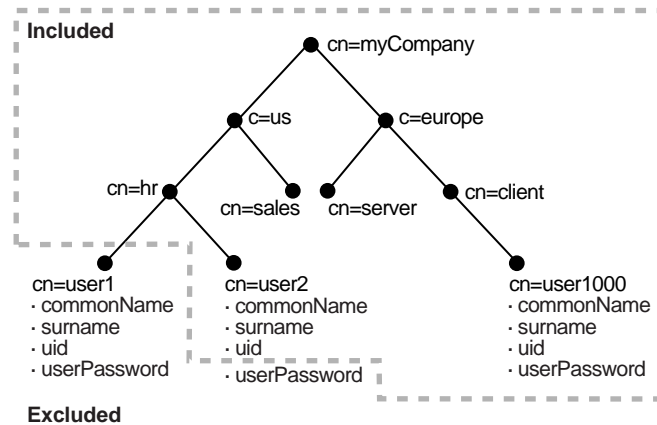 Included
cn=myCompany
c=us
c=europe
cn=hr
cn=sales
cn=server
cn=client
cn=user1
· commonName
· surname
· uid
· userPassword
cn=user2
· commonName
· surname
· uid
· userPassword
cn=user1000
· commonName
· surname
· uid
· userPassword
Excluded